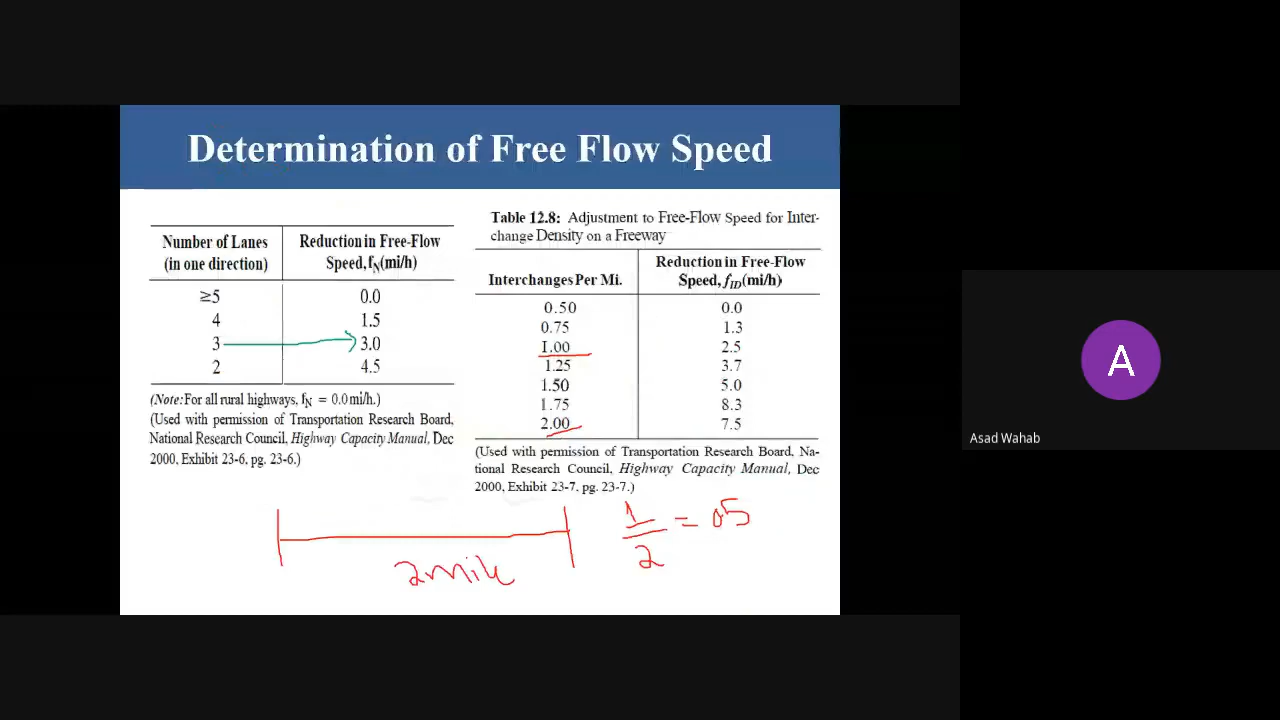 Determination of Free Flow Speed
Number of Lanes
(in one direction)
Reduction in Free-Flow
Speed, fN(mi/h)
≥5 0.0
4 1.5
3 3.0
2 4.5
(Note: For all rural highways, fN = 0.0 mi/h.)
(Used with permission of Transportation Research Board,
National Research Council, Highway Capacity Manual, Dec
2000, Exhibit 23-6, pg. 23-6.)
Table 12.8: Adjustment to Free-Flow Speed for Inter-
change Density on a Freeway
Interchanges Per Mi.
Reduction in Free-Flow
Speed, fID(mi/h)
0.50 0.0
0.75 1.3
1.00 2.5
1.25 3.7
1.50 5.0
1.75 8.3
2.00 7.5
(Used with permission of Transportation Research Board, Na-
tional Research Council, Highway Capacity Manual, Dec
2000, Exhibit 23-7, pg. 23-7.)
2 mile
1/2 = 0.5
A
Asad Wahab